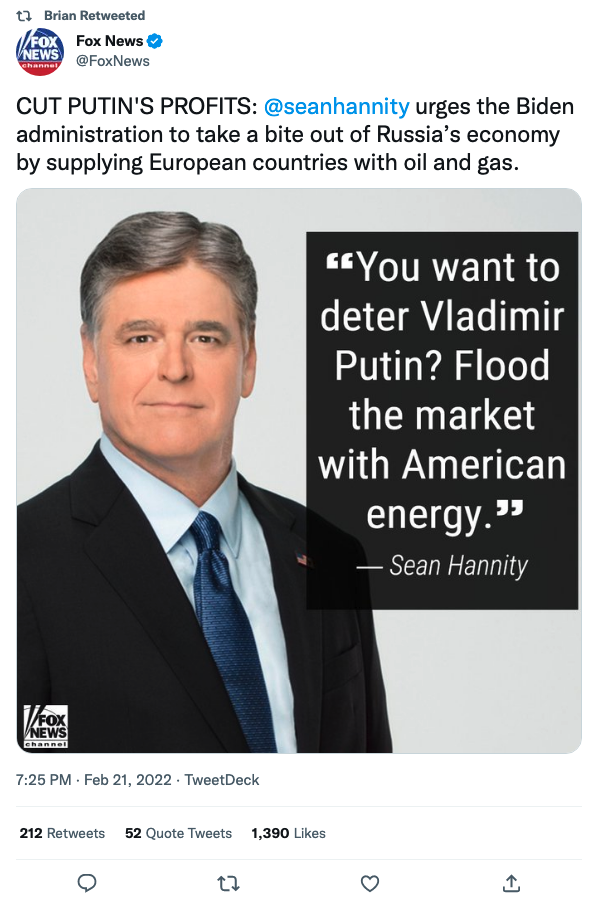 Brian Retweeted
FOX
NEWS
channel
Fox News
@FoxNews
CUT PUTIN'S PROFITS: @seanhannity urges the Biden
administration to take a bite out of Russia’s economy
by supplying European countries with oil and gas.
❝You want to
deter Vladimir
Putin? Flood
the market
with American
energy.❞
— Sean Hannity
FOX
NEWS
channel
7:25 PM · Feb 21, 2022 · TweetDeck
212 Retweets 52 Quote Tweets 1,390 Likes